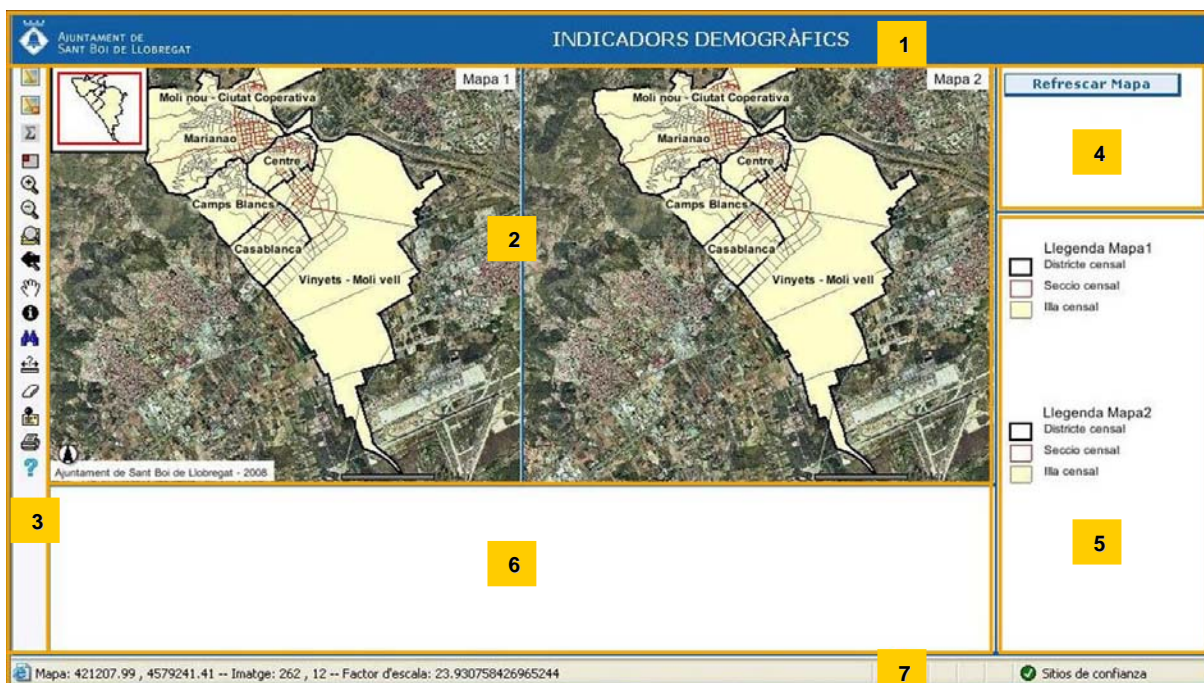 AJUNTAMENT DE
SANT BOI DE LLOBREGAT
INDICADORS DEMOGRÀFICS
1
Mapa 1
Mapa 2
Refrescar Mapa
Moli nou - Ciutat Coperativa
Marianao
Centre
Camps Blancs
Casablanca
Vinyets - Moli vell
Moli nou - Ciutat Coperativa
Marianao
Centre
Camps Blancs
Casablanca
Vinyets - Moli vell
2
4
Llegenda Mapa1
Districte censal
Seccio censal
Illa censal
Llegenda Mapa2
Districte censal
Seccio censal
Illa censal
Ajuntament de Sant Boi de Llobregat - 2008
3
5
6
Mapa: 421207.99 , 4579241.41 -- Imatge: 262 , 12 -- Factor d'escala: 23.930758426965244
7
Sitios de confianza